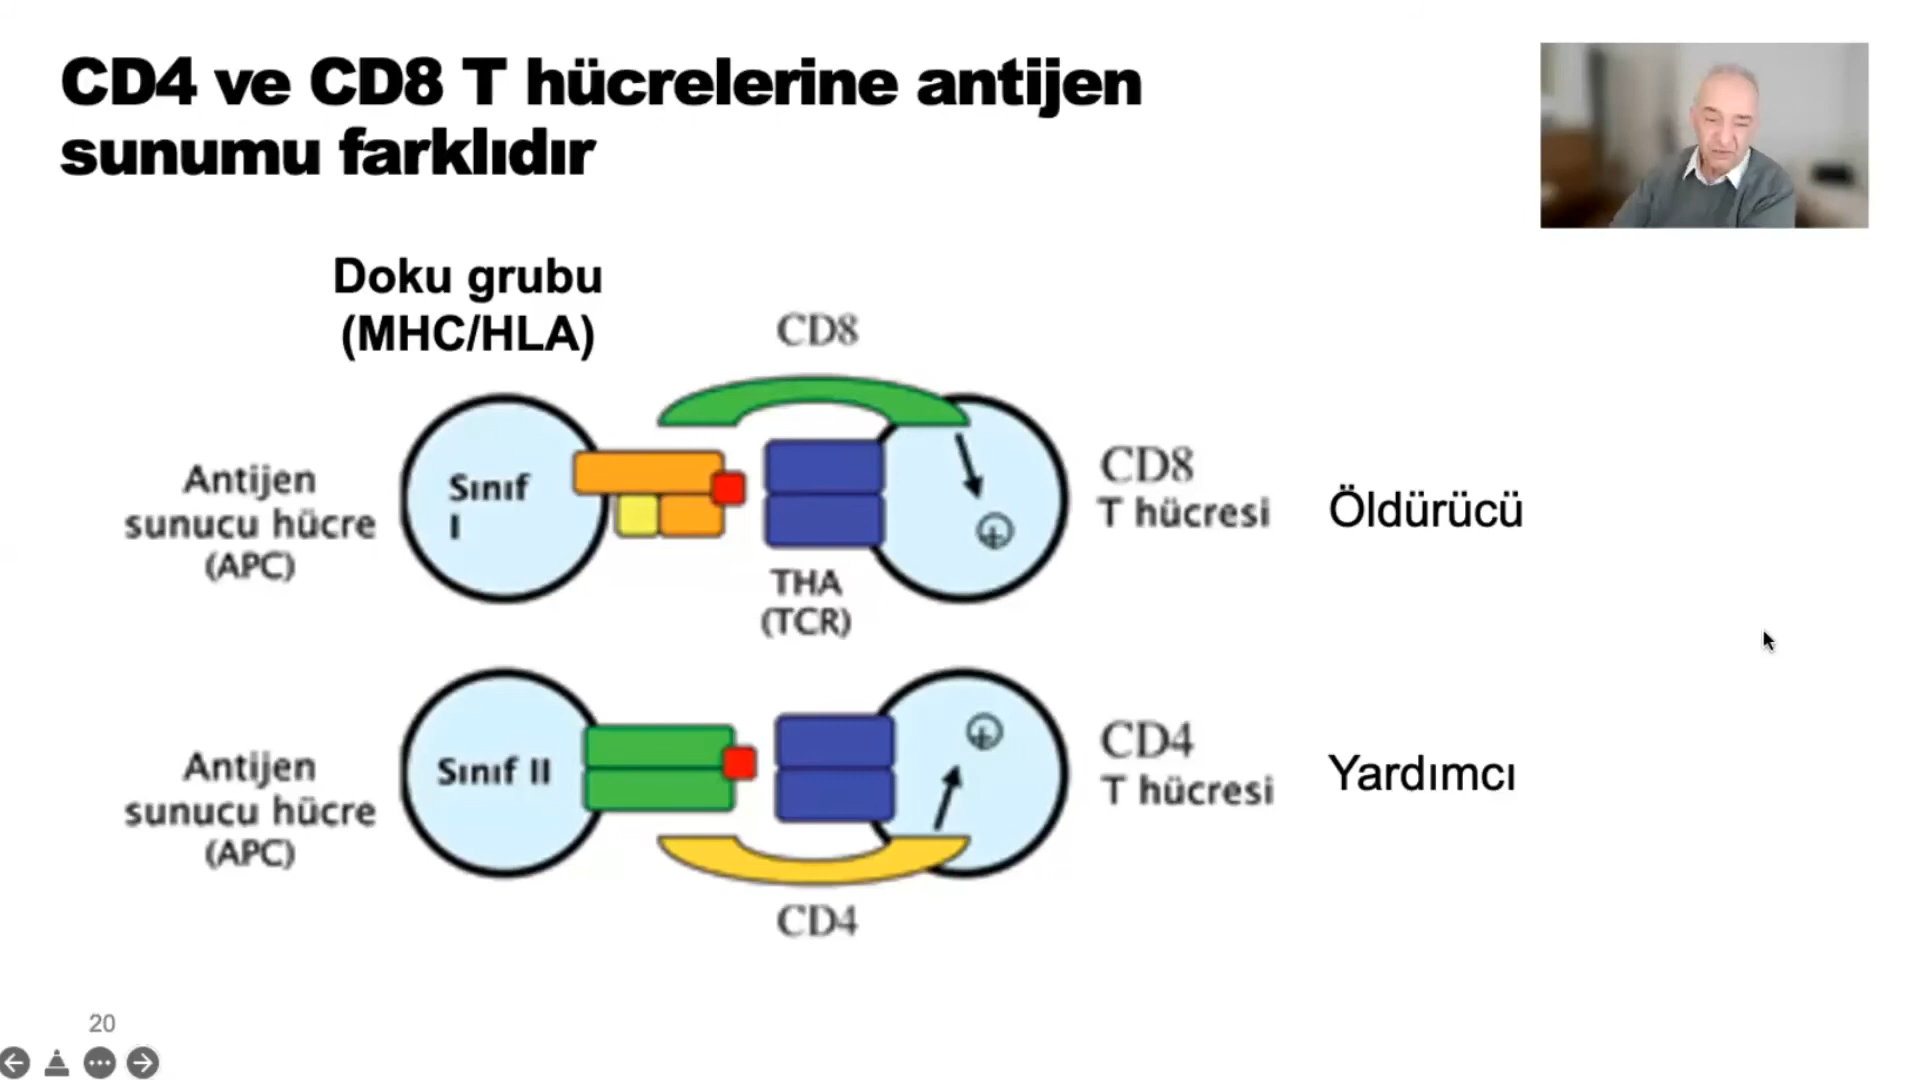 CD4 ve CD8 T hücrelerine antijen
sunumu farklıdır
Doku grubu
(MHC/HLA)
CD8
Antijen
sunucu hücre
(APC)
Sınıf
I
THA
(TCR)
CD8
T hücresi
Öldürücü
Antijen
sunucu hücre
(APC)
Sınıf II
CD4
T hücresi
Yardımcı
CD4
20